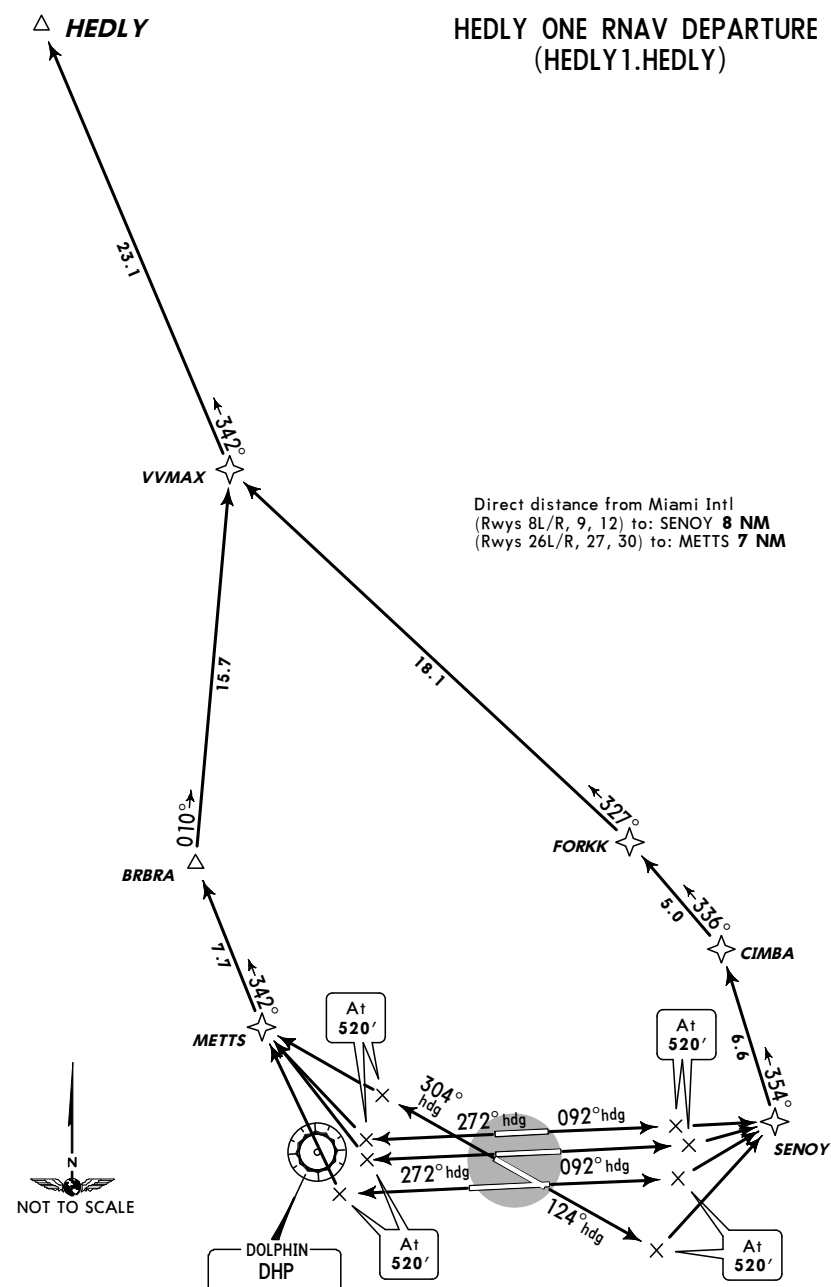 HEDLY
HEDLY ONE RNAV DEPARTURE
(HEDLY1.HEDLY)
23.1
342°
VVMAX
Direct distance from Miami Intl
(Rwys 8L/R, 9, 12) to: SENOY 8 NM
(Rwys 26L/R, 27, 30) to: METTS 7 NM
15.7
18.1
010°
327°
FORKK
BRBRA
5.0
336°
CIMBA
7.7
342°
METTS
At
520'
At
520'
6.6
354°
304°
hdg
272° hdg
092° hdg
SENOY
272° hdg
092° hdg
124°
hdg
N
NOT TO SCALE
At
520'
At
520'
DOLPHIN
DHP